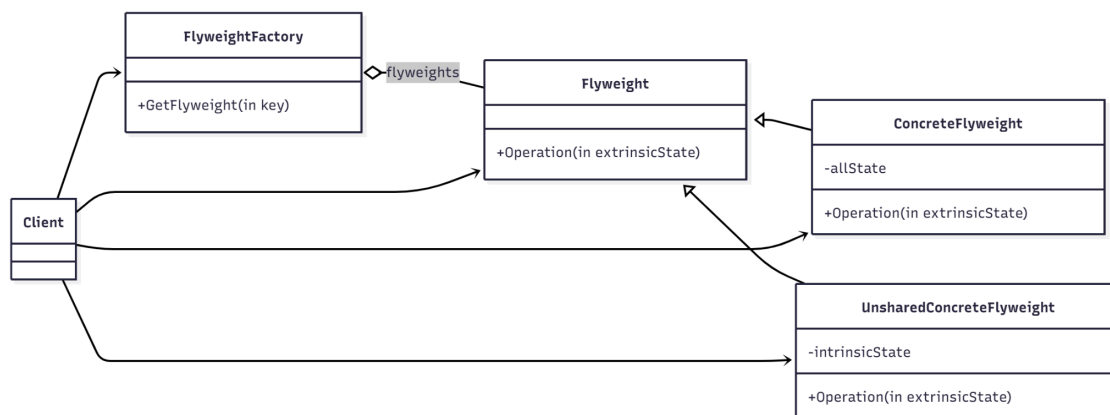 FlyweightFactory
+GetFlyweight(in key)
flyweights
Flyweight
+Operation(in extrinsicState)
ConcreteFlyweight
-allState
+Operation(in extrinsicState)
Client
UnsharedConcreteFlyweight
-intrinsicState
+Operation(in extrinsicState)